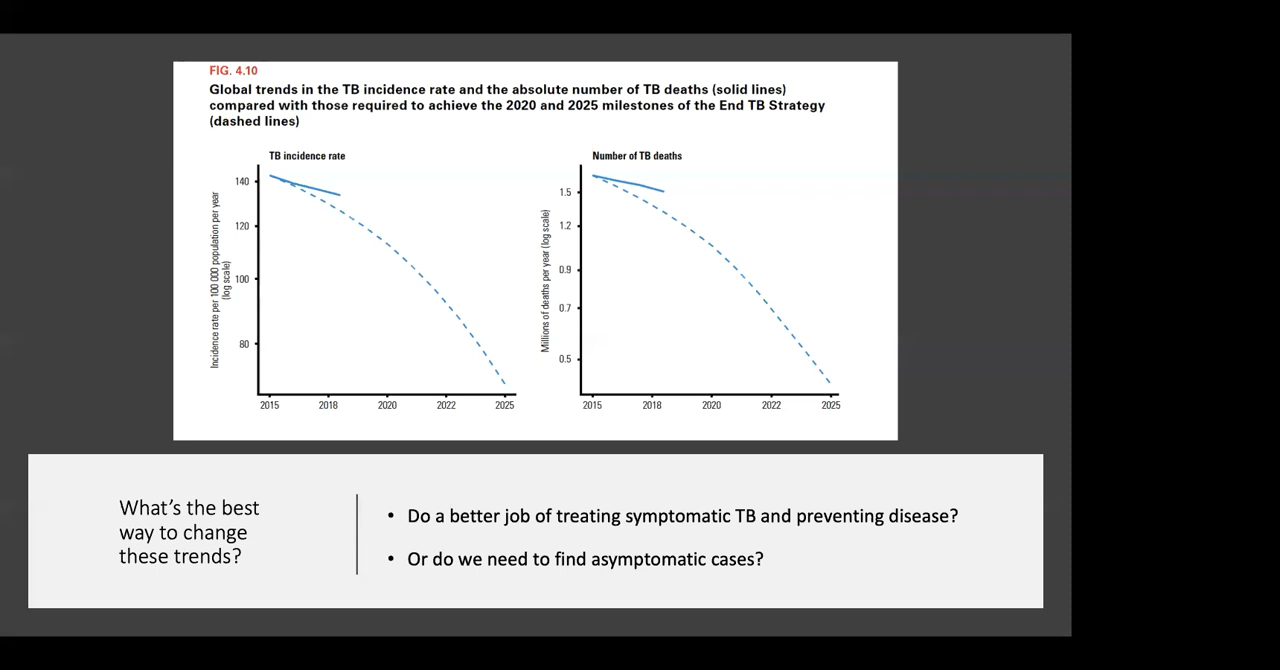 FIG. 4.10
Global trends in the TB incidence rate and the absolute number of TB deaths (solid lines)
compared with those required to achieve the 2020 and 2025 milestones of the End TB Strategy
(dashed lines)
TB incidence rate
Incidence rate per 100 000 population per year
(log scale)
140
120
100
80
2015 2018 2020 2022 2025
Number of TB deaths
Millions of deaths per year (log scale)
1.5
1.2
0.9
0.7
0.5
2015 2018 2020 2022 2025
What's the best
way to change
these trends?
• Do a better job of treating symptomatic TB and preventing disease?
• Or do we need to find asymptomatic cases?